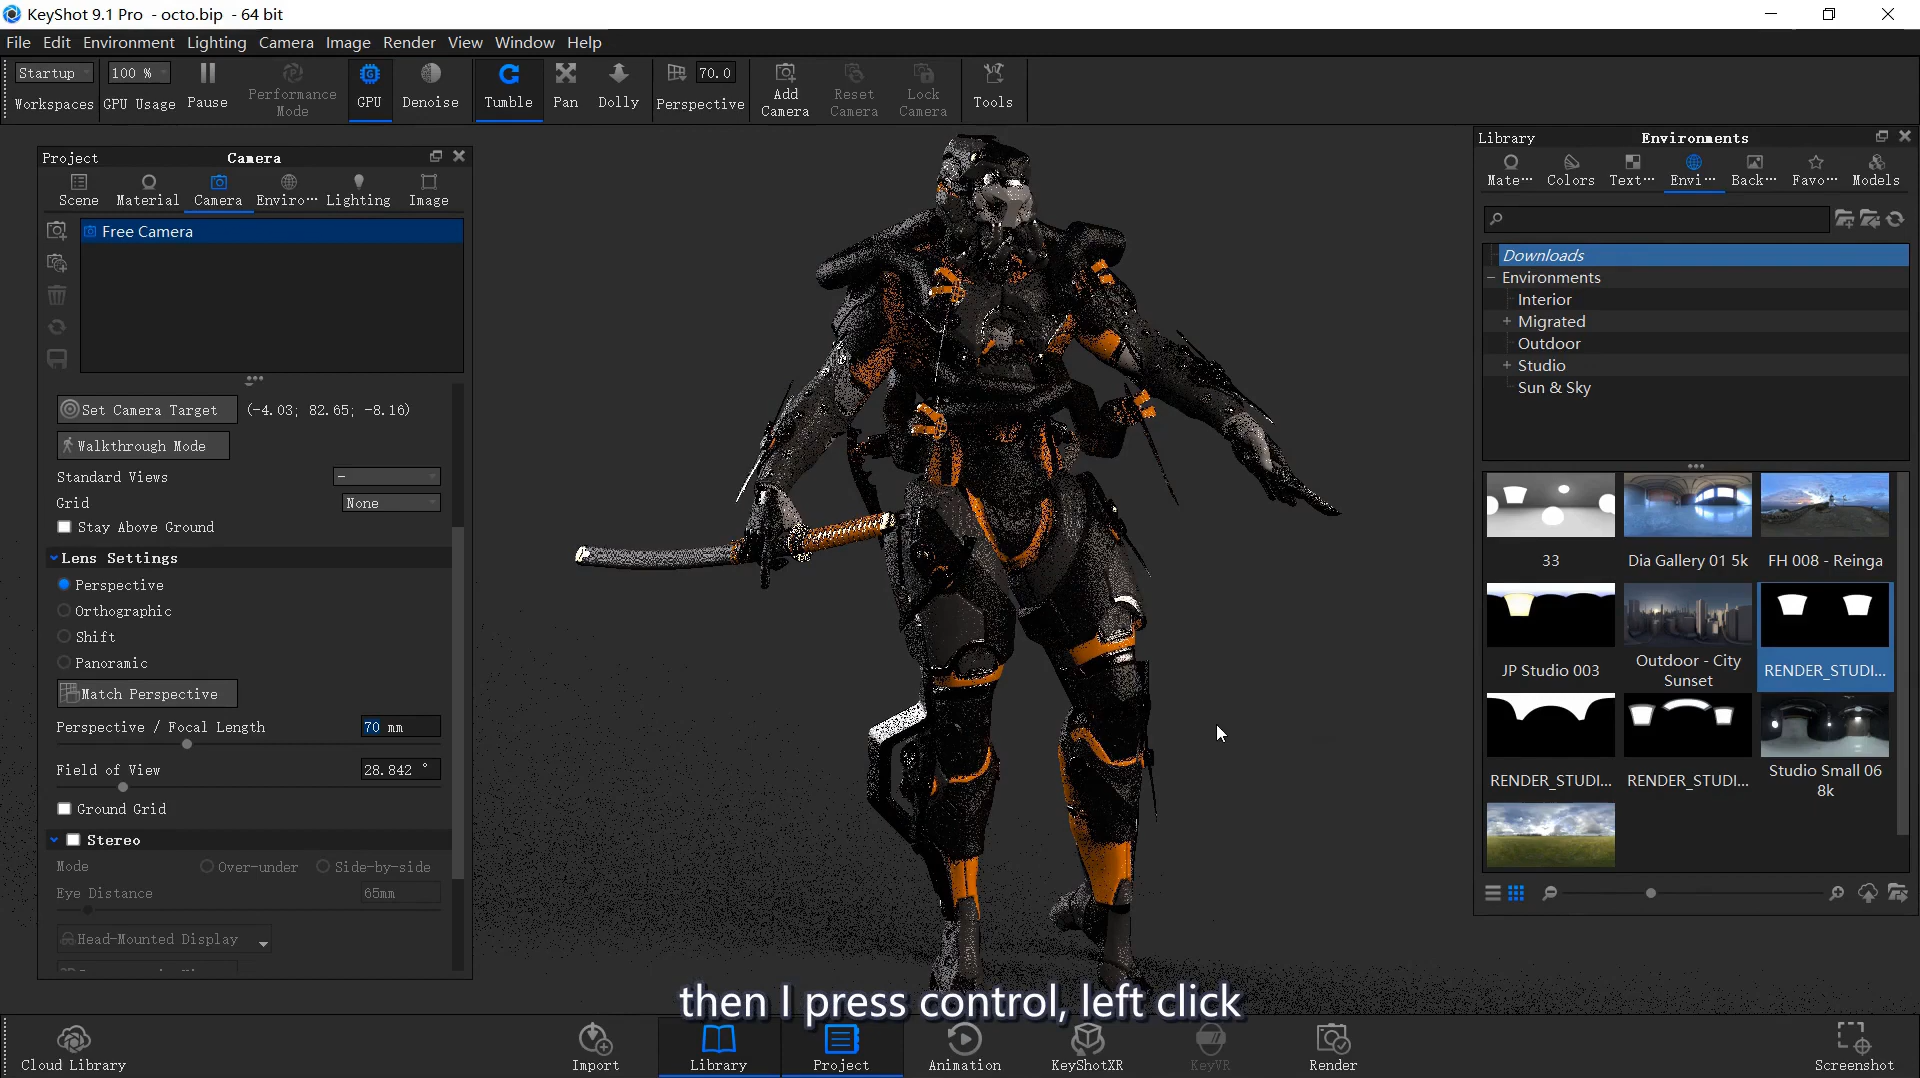 KeyShot 9.1 Pro - octo.bip - 64 bit
File Edit Environment Lighting Camera Image Render View Window Help
Startup 100 % 70.0
Workspaces GPU Usage Pause Performance Mode GPU Denoise Tumble Pan Dolly Perspective Add Camera Reset Camera Lock Camera Tools
Project Camera
Scene Material Camera Enviro··· Lighting Image
Free Camera
Set Camera Target (-4.03; 82.65; -8.16)
Walkthrough Mode
Standard Views –
Grid None
Stay Above Ground
Lens Settings
Perspective
Orthographic
Shift
Panoramic
Match Perspective
Perspective / Focal Length 70 mm
Field of View 28.842 °
Ground Grid
Stereo
Mode Over-under Side-by-side
Eye Distance 65mm
Head-Mounted Display
Library Environments
Mate··· Colors Text··· Envi··· Back··· Favo··· Models
Downloads
Environments
Interior
Migrated
Outdoor
Studio
Sun & Sky
33 Dia Gallery 01 5k FH 008 - Reinga
JP Studio 003 Outdoor - City Sunset RENDER_STUDI...
RENDER_STUDI... RENDER_STUDI... Studio Small 06 8k
then I press control, left click
Cloud Library Import Library Project Animation KeyShotXR KeyVR Render Screenshot